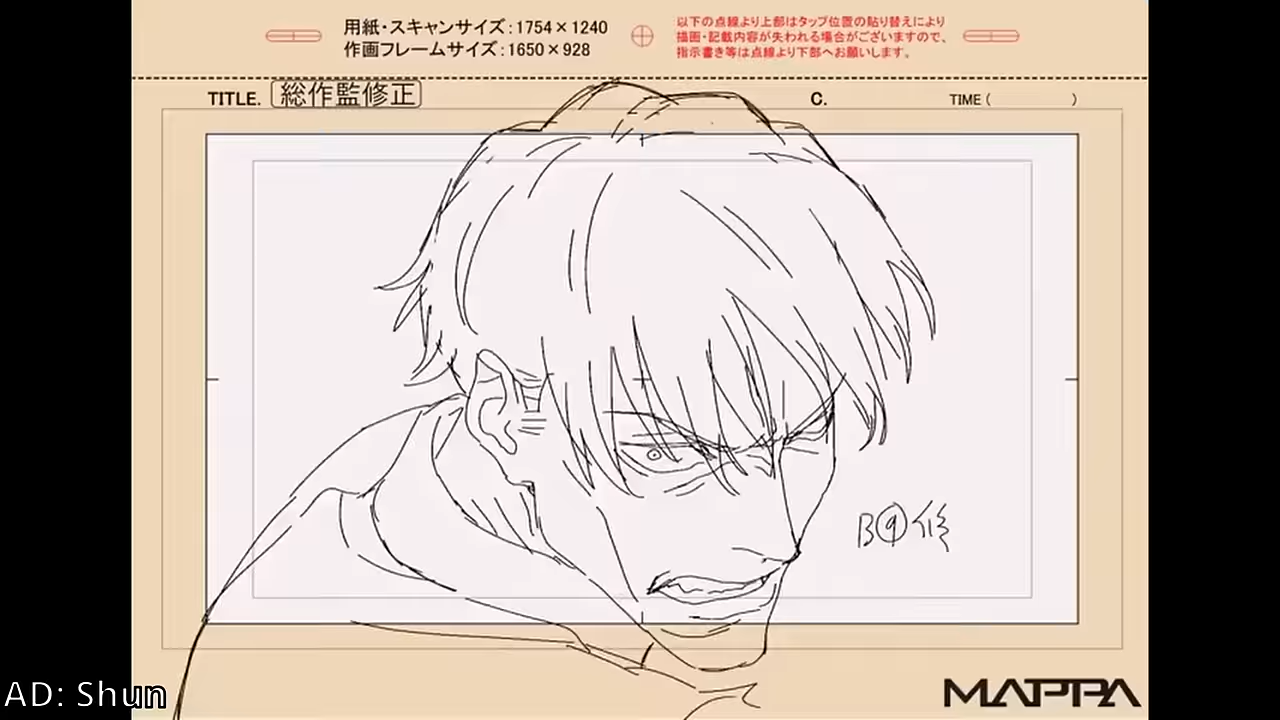 用紙・スキャンサイズ：1754×1240
作画フレームサイズ：1650×928
以下の点線より上部はタップ位置の貼り替えにより
描画・記載内容が失われる場合がございますので、
指示書き等は点線より下部へお願いします。
TITLE. 総作監修正
C.
TIME ( )
B④修
AD: Shun
MAPPA